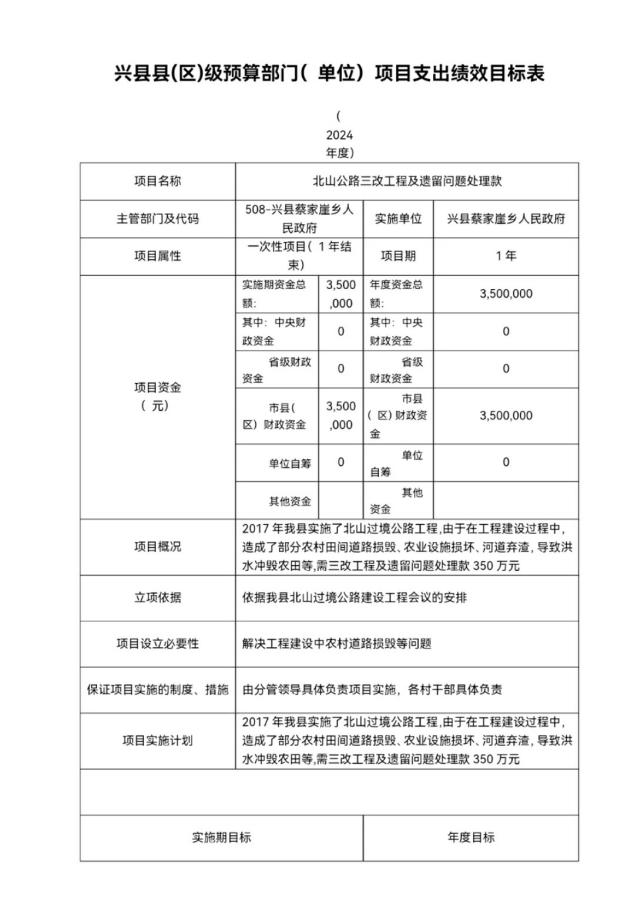 兴县县(区)级预算部门( 单位) 项目支出绩效目标表
(
2024
年度)
项目名称
北山公路三改工程及遗留问题处理款
主管部门及代码
508-兴县蔡家崖乡人
民政府
实施单位
兴县蔡家崖乡人民政府
项目属性
一次性项目( 1 年结
束)
项目期
1 年
项目资金
( 元)
实施期资金总
额:
3,500
,000
年度资金总
额:
3,500,000
其中: 中央财
政资金
0
其中: 中央
财政资金
0
省级财政
资金
0
省级
财政资金
0
市县(
区) 财政资金
3,500
,000
市县
( 区) 财政资
金
3,500,000
单位自筹
0
单位
自筹
0
其他资金
其他
资金
项目概况
2017 年我县实施了北山过境公路工程,由于在工程建设过程中,
造成了部分农村田间道路损毁、农业设施损坏、河道弃渣, 导致洪
水冲毁农田等,需三改工程及遗留问题处理款 350 万元
立项依据
依据我县北山过境公路建设工程会议的安排
项目设立必要性
解决工程建设中农村道路损毁等问题
保证项目实施的制度、措施
由分管领导具体负责项目实施, 各村干部具体负责
项目实施计划
2017 年我县实施了北山过境公路工程,由于在工程建设过程中,
造成了部分农村田间道路损毁、农业设施损坏、河道弃渣, 导致洪
水冲毁农田等,需三改工程及遗留问题处理款 350 万元
实施期目标
年度目标